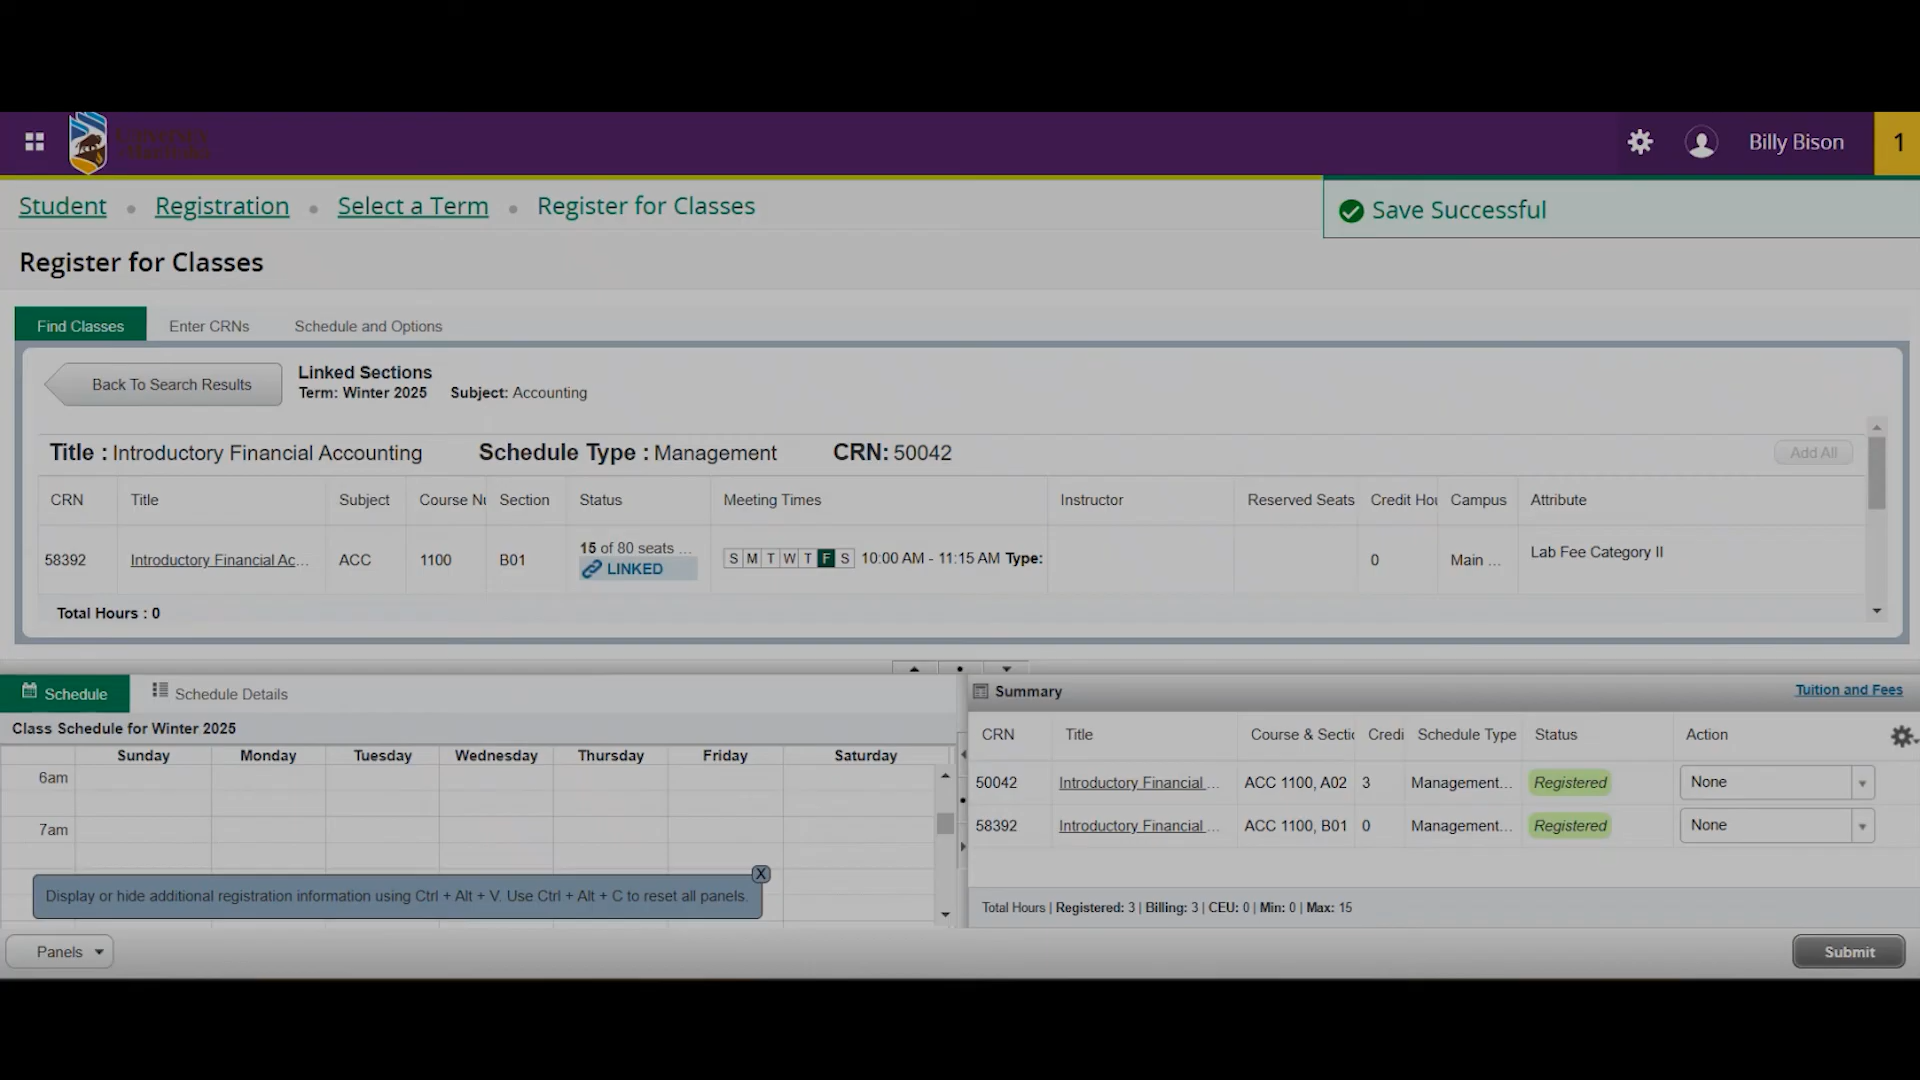 Billy Bison
1
Student • Registration • Select a Term • Register for Classes
Save Successful
Register for Classes
Find Classes Enter CRNs Schedule and Options
Back To Search Results
Linked Sections
Term: Winter 2025 Subject: Accounting
Title : Introductory Financial Accounting Schedule Type : Management CRN: 50042 Add All
CRN Title Subject Course Nu Section Status Meeting Times Instructor Reserved Seats Credit Hou Campus Attribute
58392 Introductory Financial Ac... ACC 1100 B01 15 of 80 seats ... S M T W T F S 10:00 AM - 11:15 AM Type: 0 Main ... Lab Fee Category II
LINKED
Total Hours : 0
Schedule Schedule Details
Class Schedule for Winter 2025
Sunday Monday Tuesday Wednesday Thursday Friday Saturday
6am
7am
X
Display or hide additional registration information using Ctrl + Alt + V. Use Ctrl + Alt + C to reset all panels.
Summary Tuition and Fees
CRN Title Course & Sectic Credi Schedule Type Status Action
50042 Introductory Financial ... ACC 1100, A02 3 Management... Registered None
58392 Introductory Financial ... ACC 1100, B01 0 Management... Registered None
Total Hours | Registered: 3 | Billing: 3 | CEU: 0 | Min: 0 | Max: 15
Panels Submit